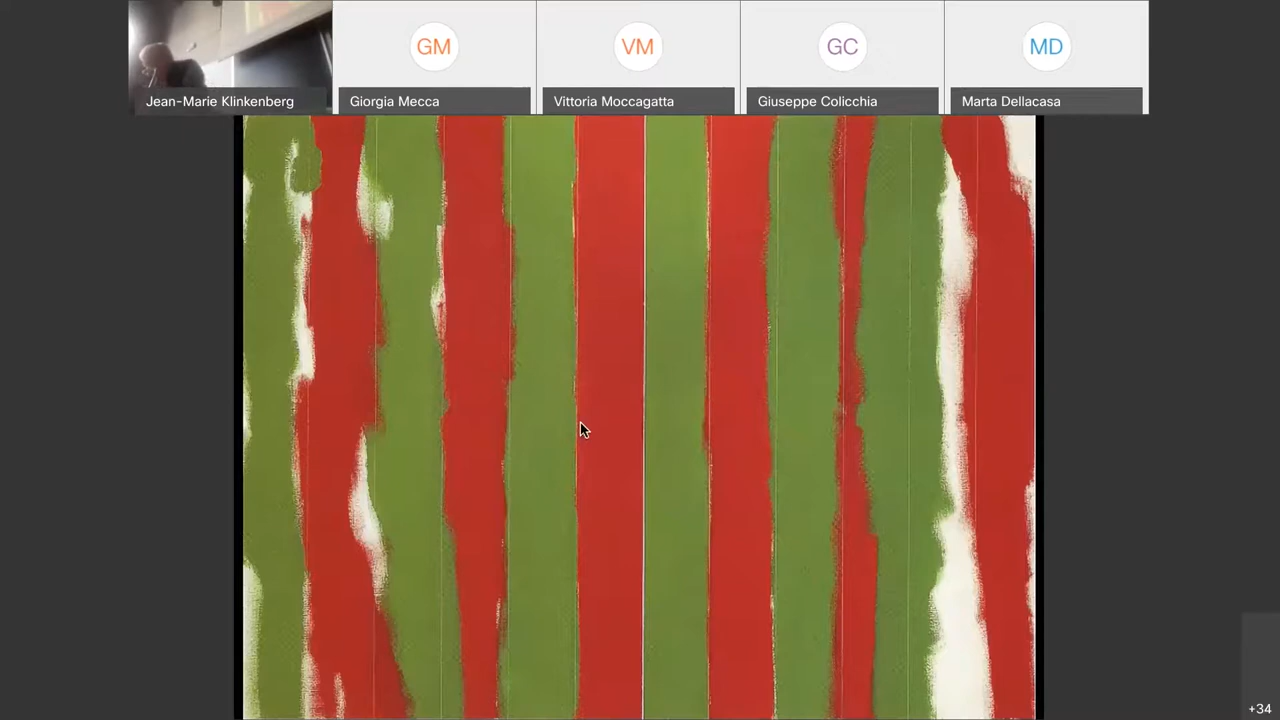 GM
VM
GC
MD
Jean-Marie Klinkenberg
Giorgia Mecca
Vittoria Moccagatta
Giuseppe Colicchia
Marta Dellacasa
+34